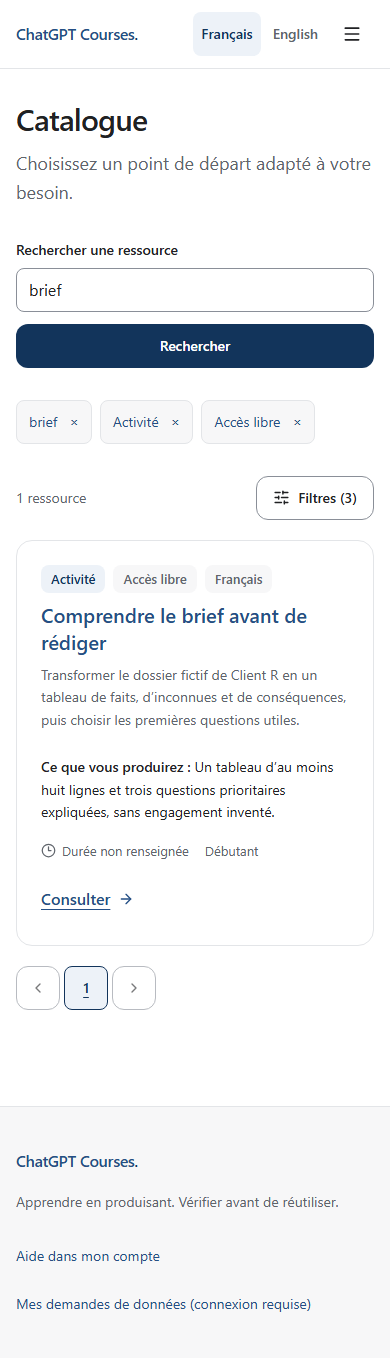 ChatGPT Courses.
Français English
Catalogue
Choisissez un point de départ adapté à votre
besoin.
Rechercher une ressource
brief
Rechercher
brief × Activité × Accès libre ×
1 ressource Filtres (3)
Activité Accès libre Français
Comprendre le brief avant de
rédiger
Transformer le dossier fictif de Client R en un
tableau de faits, d’inconnues et de conséquences,
puis choisir les premières questions utiles.
Ce que vous produirez : Un tableau d’au moins
huit lignes et trois questions prioritaires
expliquées, sans engagement inventé.
Durée non renseignée Débutant
Consulter →
‹ 1 ›
ChatGPT Courses.
Apprendre en produisant. Vérifier avant de réutiliser.
Aide dans mon compte
Mes demandes de données (connexion requise)